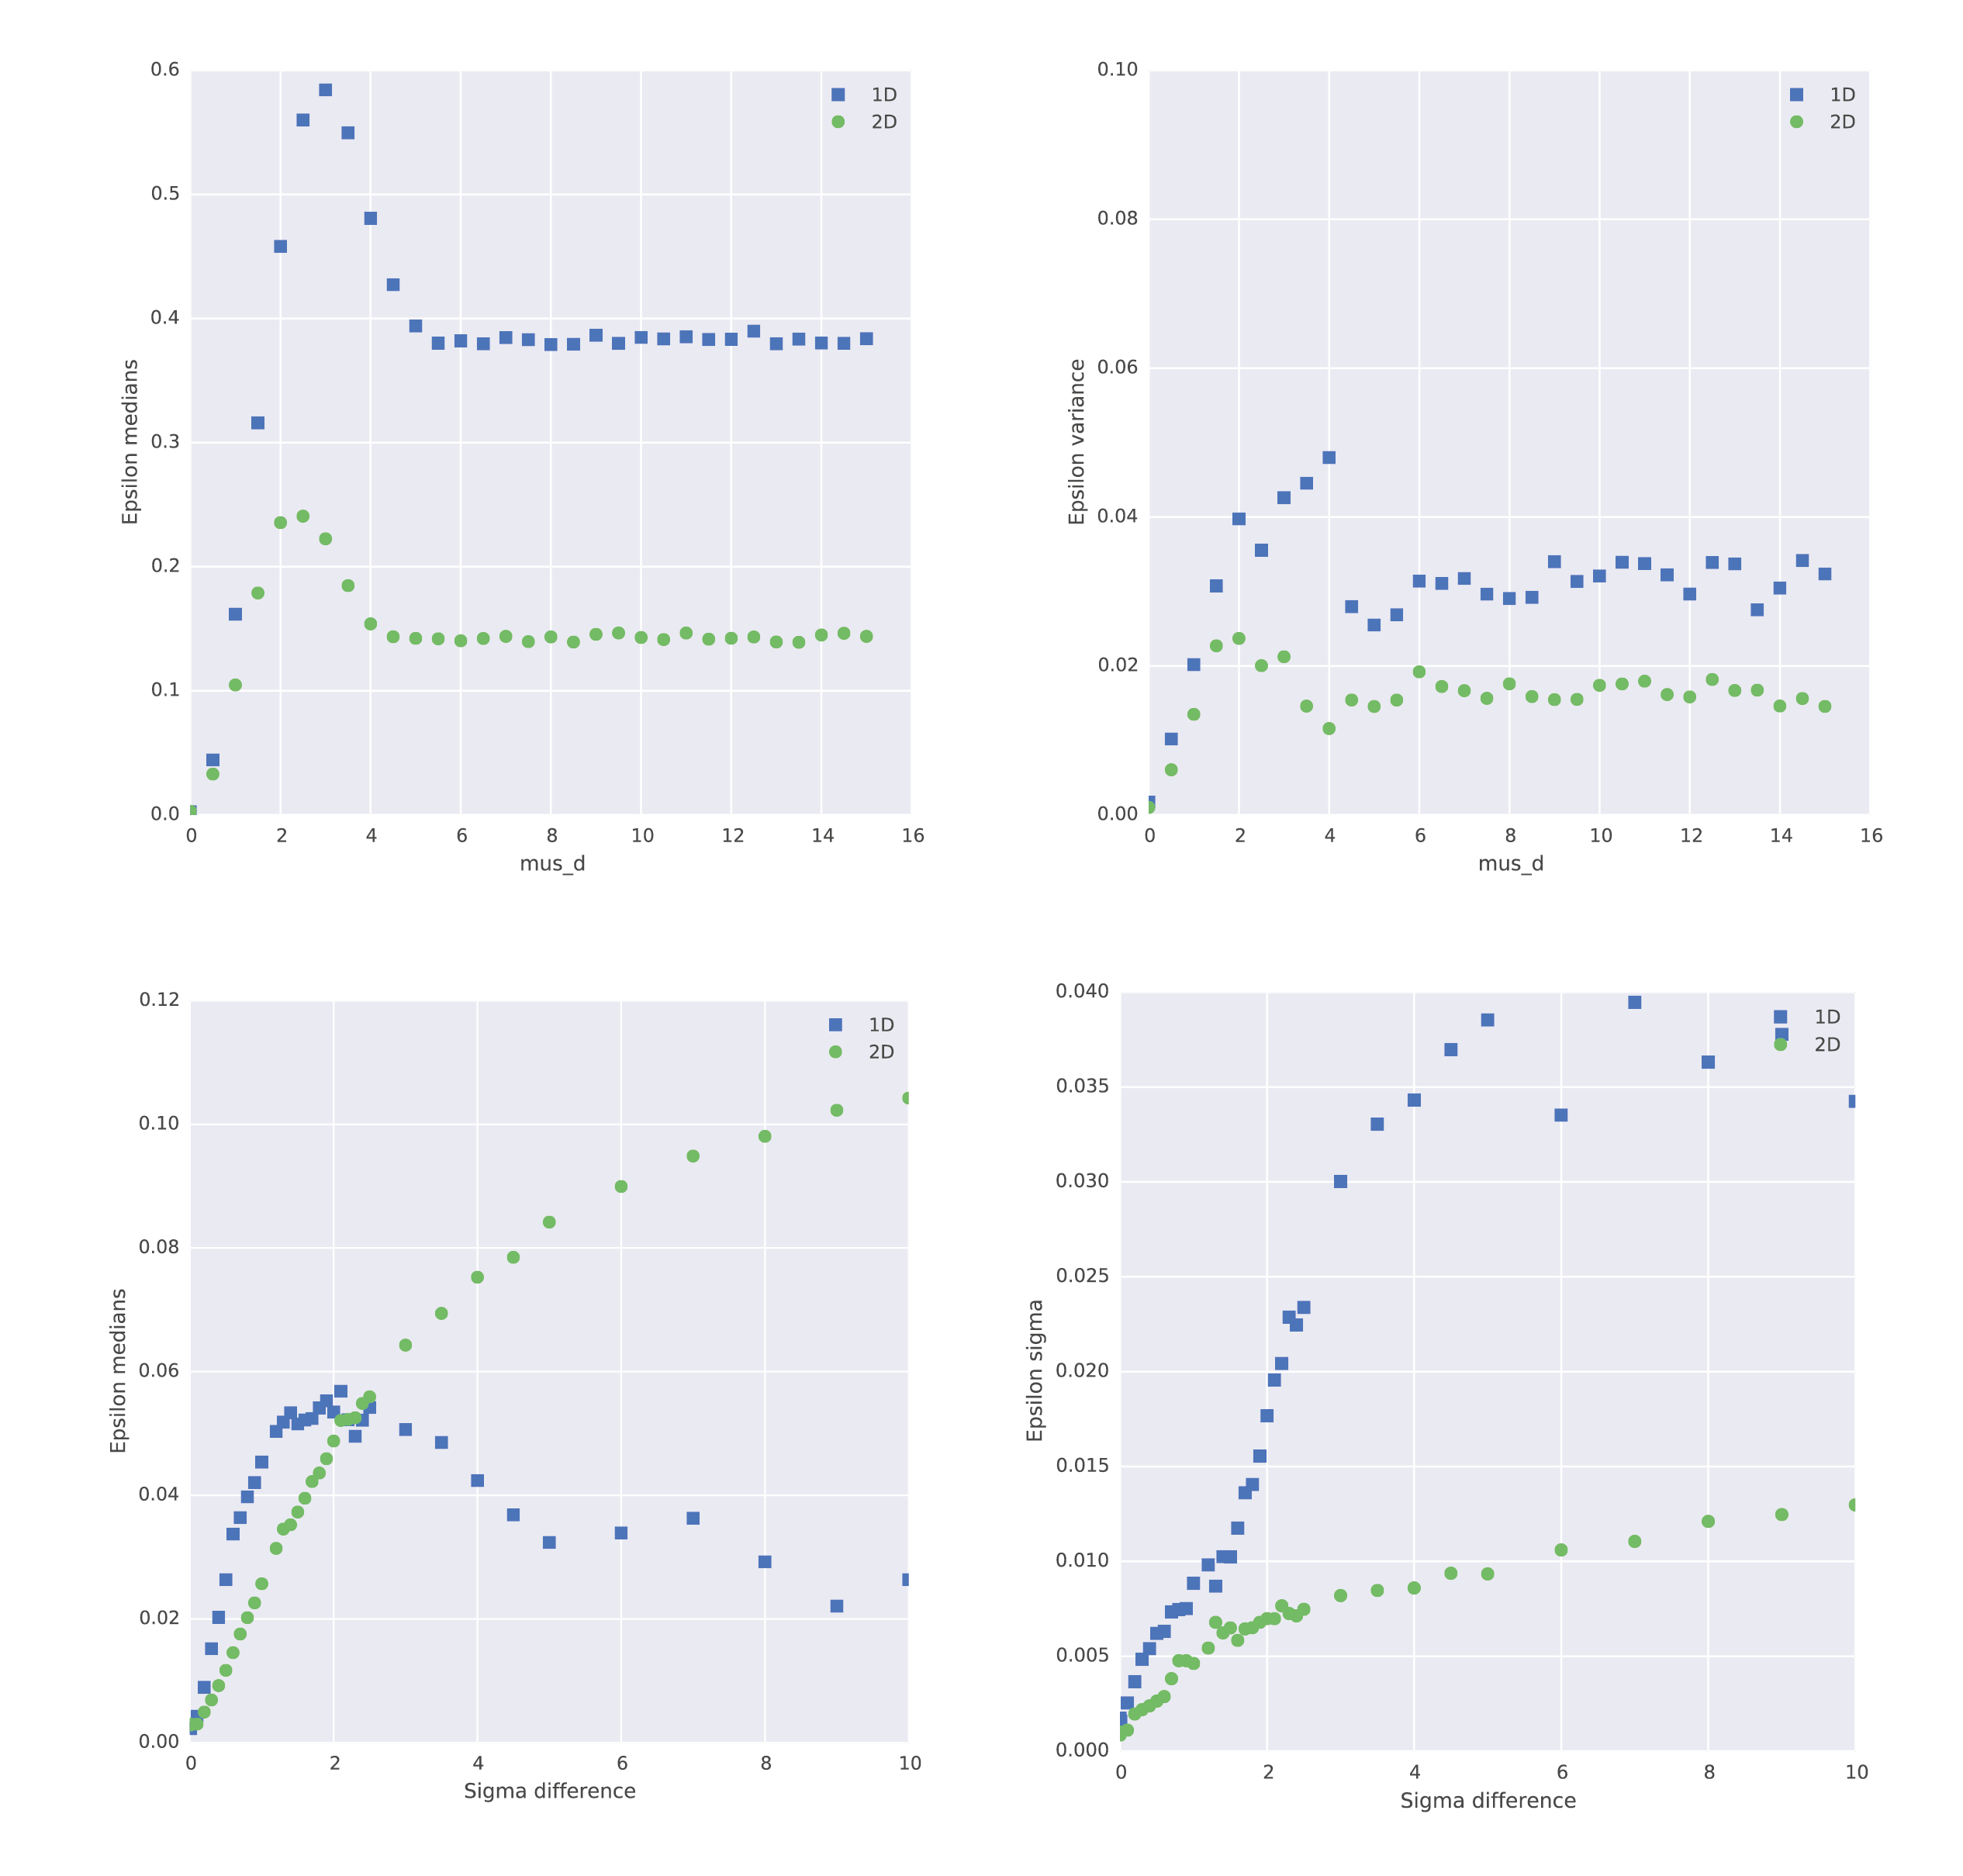 0.6
0.5
0.4
0.3
0.2
0.1
0.0
Epsilon medians
0 2 4 6 8 10 12 14 16
mus_d
1D
2D
0.10
0.08
0.06
0.04
0.02
0.00
Epsilon variance
0 2 4 6 8 10 12 14 16
mus_d
1D
2D
0.12
0.10
0.08
0.06
0.04
0.02
0.00
Epsilon medians
0 2 4 6 8 10
Sigma difference
1D
2D
0.040
0.035
0.030
0.025
0.020
0.015
0.010
0.005
0.000
Epsilon sigma
0 2 4 6 8 10
Sigma difference
1D
2D